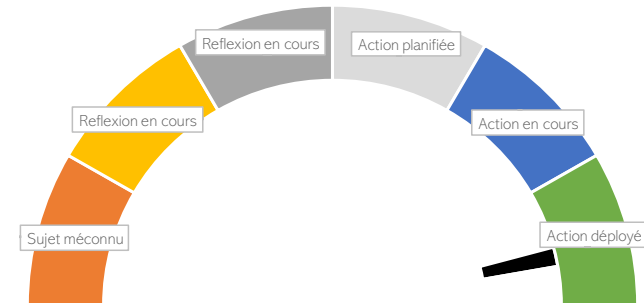 Reflexion en cours
Action planifiée
Reflexion en cours
Action en cours
Sujet méconnu
Action déployé